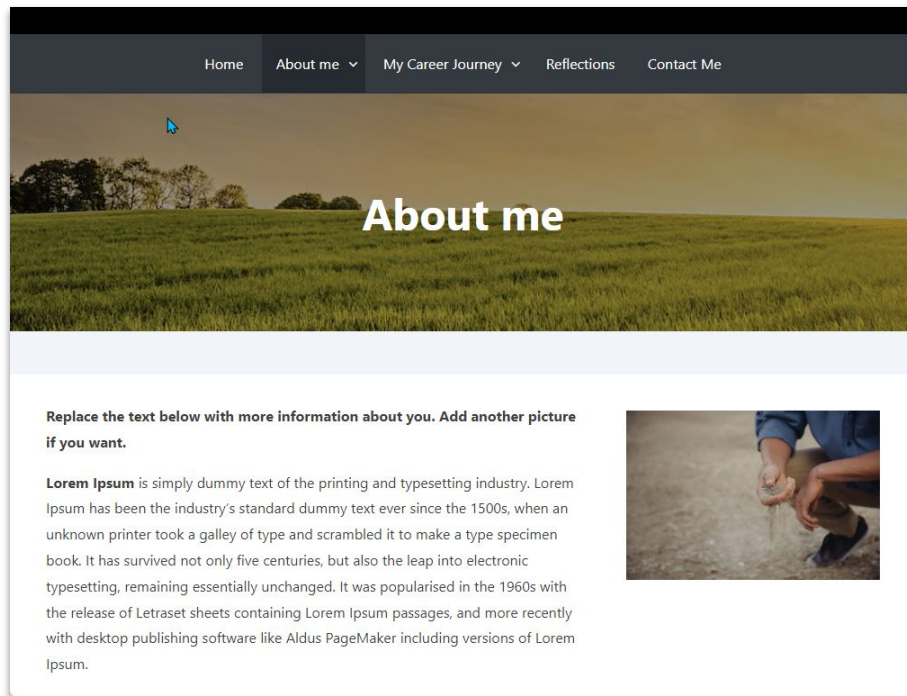 Home About me My Career Journey Reflections Contact Me
About me
Replace the text below with more information about you. Add another picture
if you want.
Lorem Ipsum is simply dummy text of the printing and typesetting industry. Lorem
Ipsum has been the industry’s standard dummy text ever since the 1500s, when an
unknown printer took a galley of type and scrambled it to make a type specimen
book. It has survived not only five centuries, but also the leap into electronic
typesetting, remaining essentially unchanged. It was popularised in the 1960s with
the release of Letraset sheets containing Lorem Ipsum passages, and more recently
with desktop publishing software like Aldus PageMaker including versions of Lorem
Ipsum.